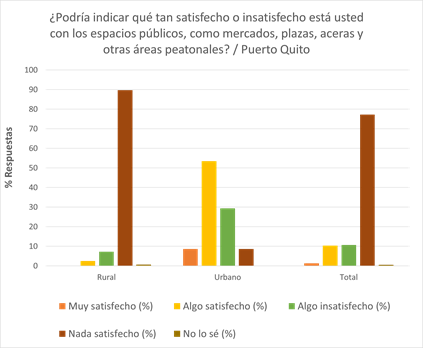 ¿Podría indicar qué tan satisfecho o insatisfecho está usted
con los espacios públicos, como mercados, plazas, aceras y
otras áreas peatonales? / Puerto Quito
100
90
80
70
60
50
40
30
20
10
0
% Respuestas
Rural Urbano Total
Muy satisfecho (%) Algo satisfecho (%) Algo insatisfecho (%)
Nada satisfecho (%) No lo sé (%)